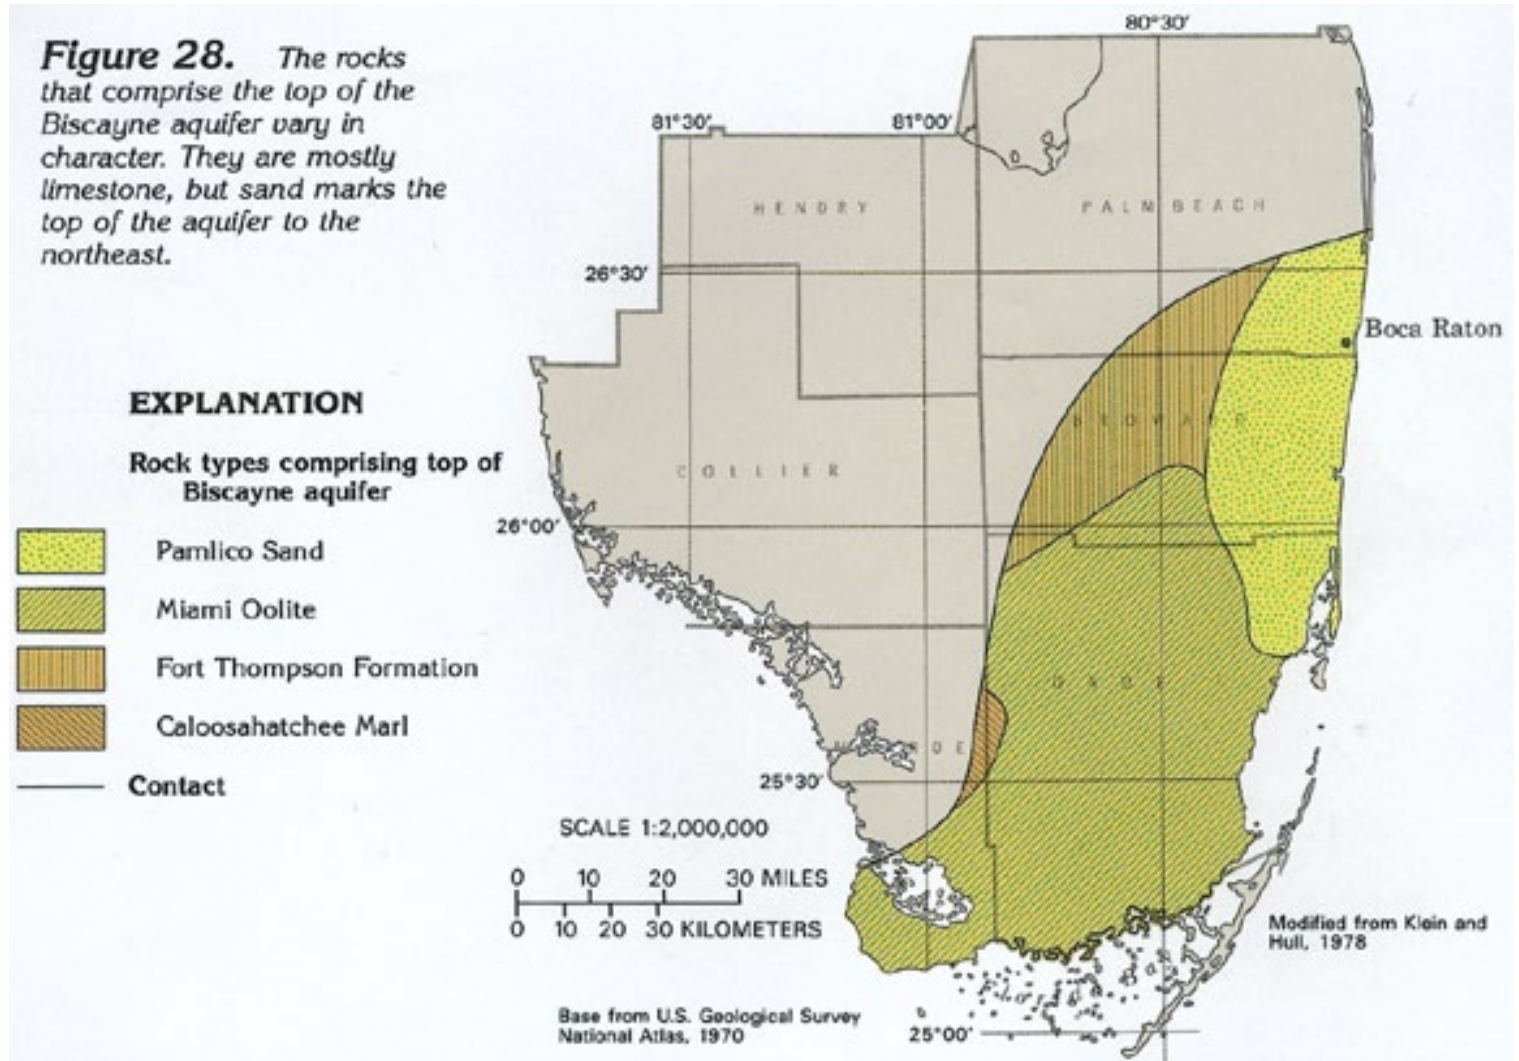 Figure 28. The rocks
that comprise the top of the
Biscayne aquifer vary in
character. They are mostly
limestone, but sand marks the
top of the aquifer to the
northeast.
EXPLANATION
Rock types comprising top of
Biscayne aquifer
Pamlico Sand
Miami Oolite
Fort Thompson Formation
Caloosahatchee Marl
Contact
80°30'
81°30'
81°00'
HENDRY
PALM BEACH
26°30'
Boca Raton
BROWARD
COLLIER
26°00'
DADE
MONROE
25°30'
SCALE 1:2,000,000
0 10 20 30 MILES
0 10 20 30 KILOMETERS
Modified from Klein and
Hull, 1978
Florida Bay
Base from U.S. Geological Survey
National Atlas, 1970
25°00'